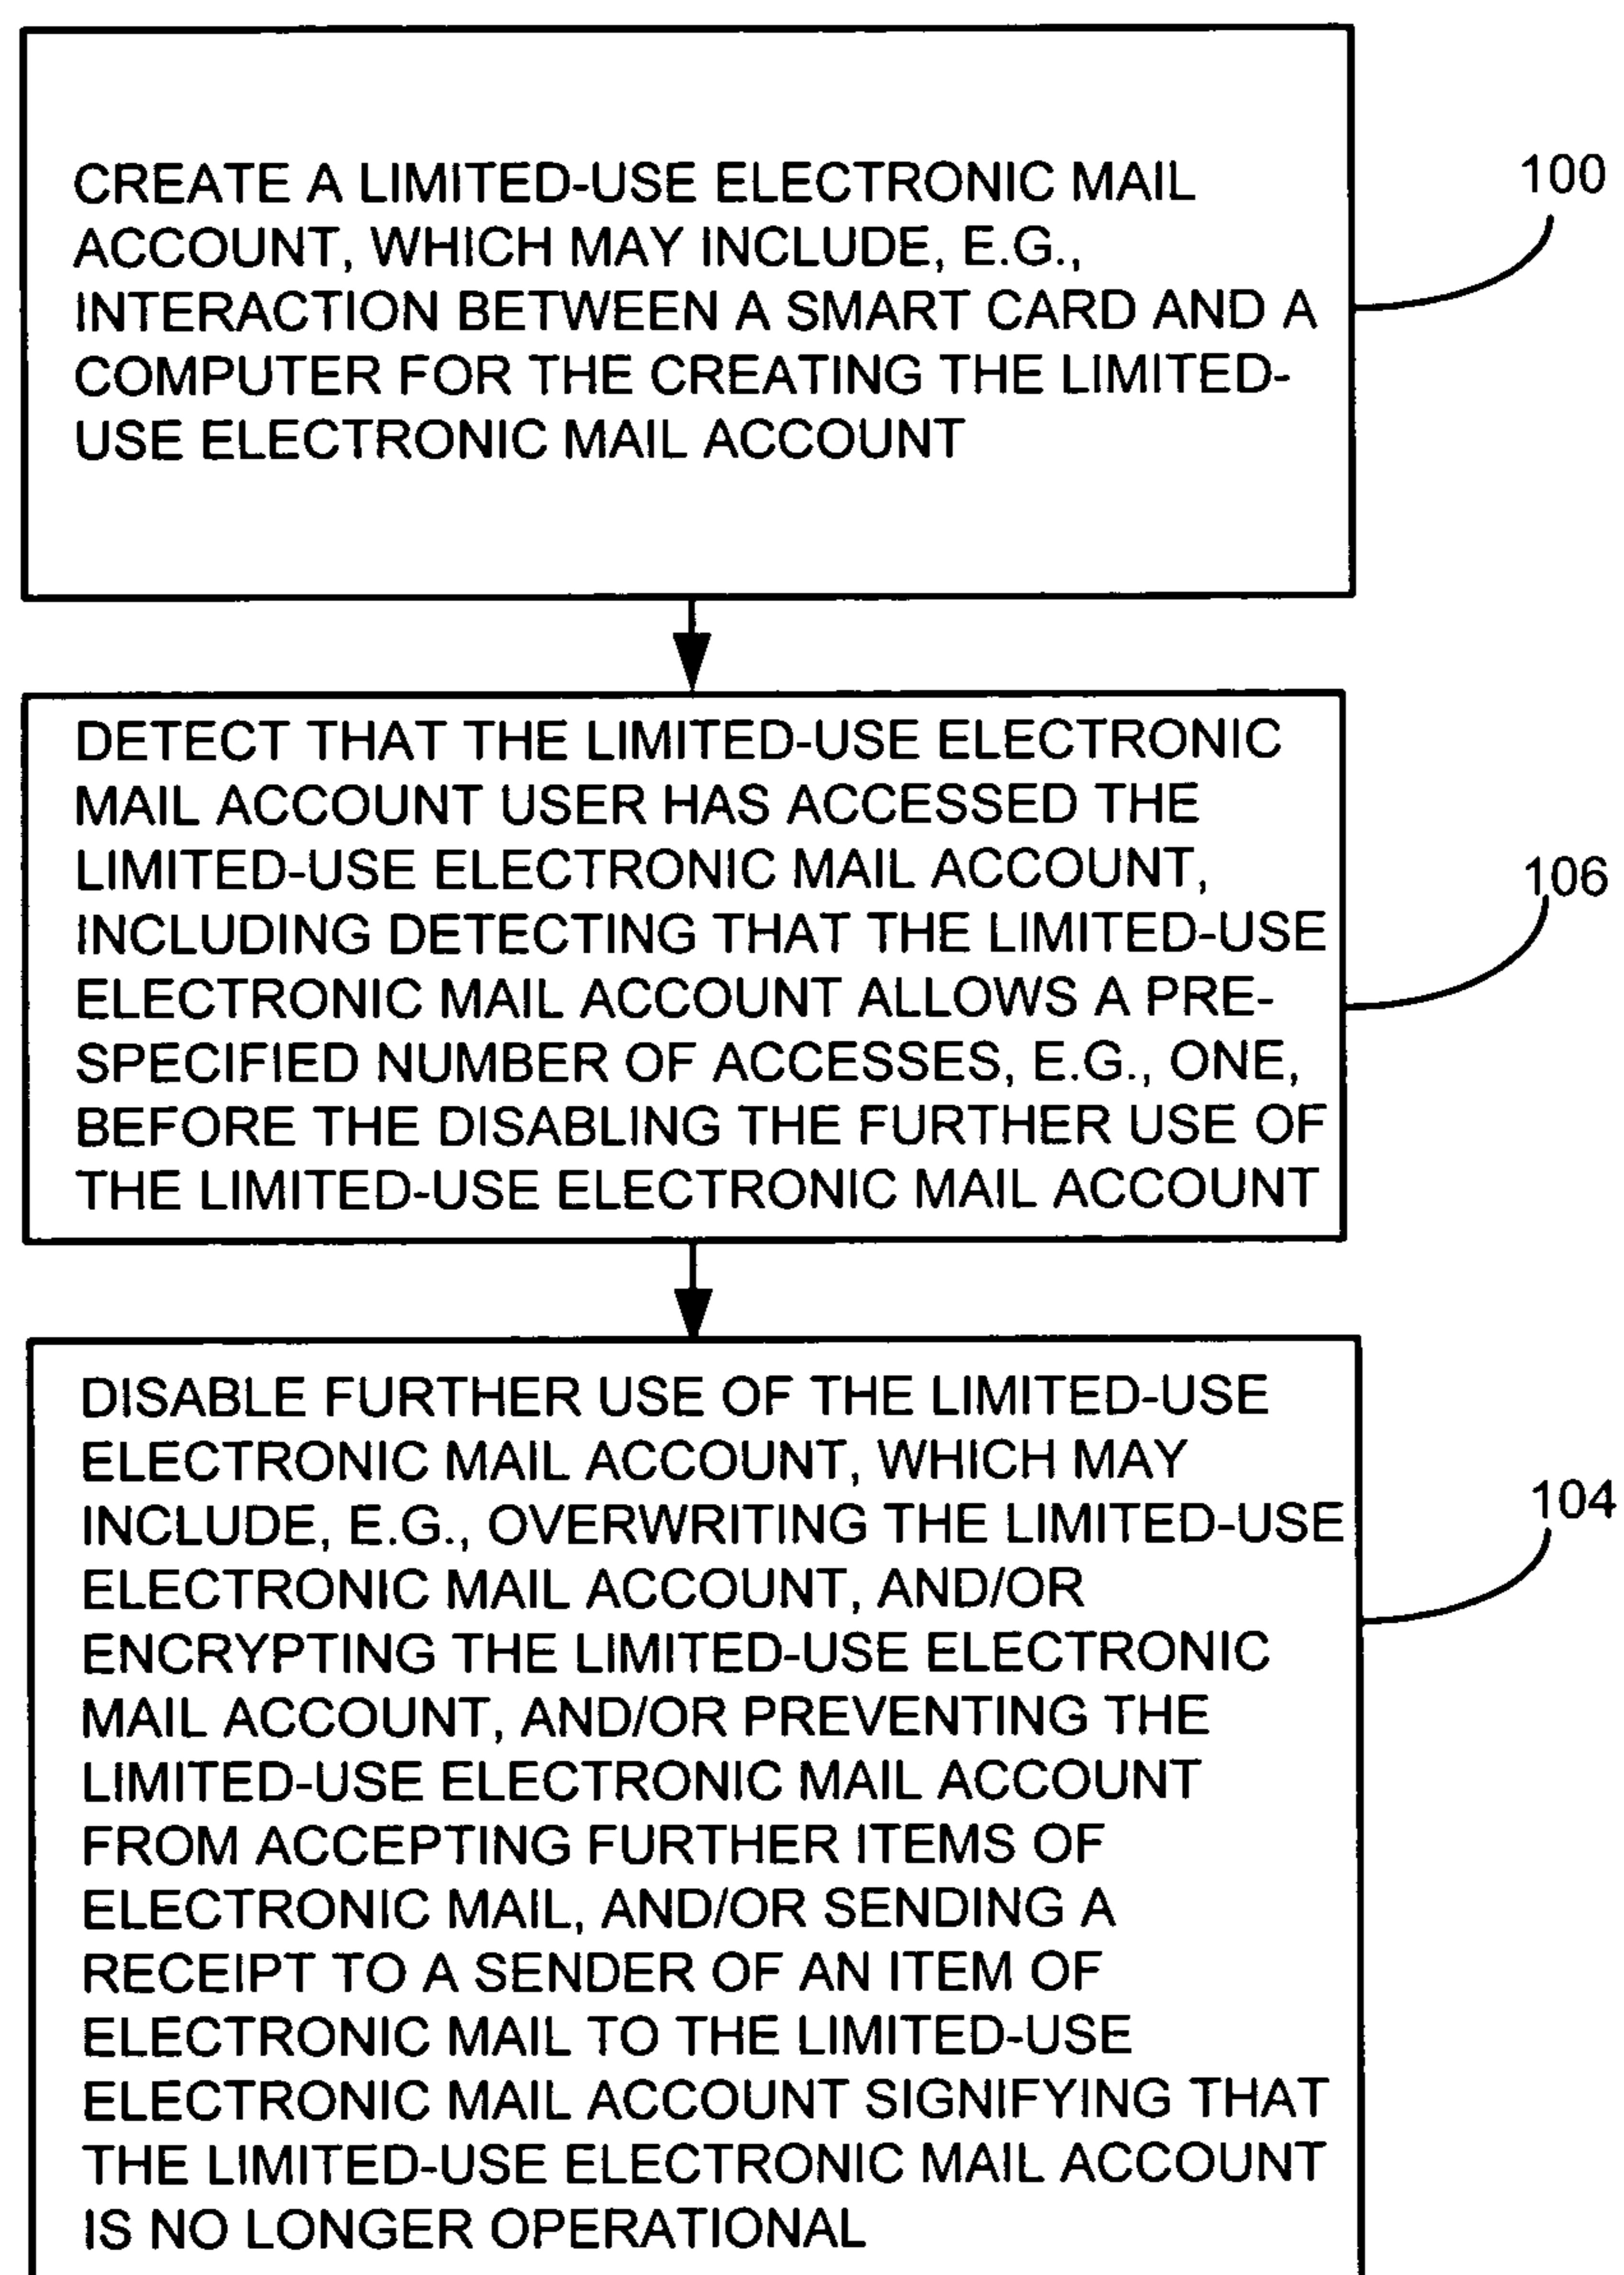 CREATE A LIMITED-USE ELECTRONIC MAIL
ACCOUNT, WHICH MAY INCLUDE, E.G.,
INTERACTION BETWEEN A SMART CARD AND A
COMPUTER FOR THE CREATING THE LIMITED-
USE ELECTRONIC MAIL ACCOUNT
100
DETECT THAT THE LIMITED-USE ELECTRONIC
MAIL ACCOUNT USER HAS ACCESSED THE
LIMITED-USE ELECTRONIC MAIL ACCOUNT,
INCLUDING DETECTING THAT THE LIMITED-USE
ELECTRONIC MAIL ACCOUNT ALLOWS A PRE-
SPECIFIED NUMBER OF ACCESSES, E.G., ONE,
BEFORE THE DISABLING THE FURTHER USE OF
THE LIMITED-USE ELECTRONIC MAIL ACCOUNT
106
DISABLE FURTHER USE OF THE LIMITED-USE
ELECTRONIC MAIL ACCOUNT, WHICH MAY
INCLUDE, E.G., OVERWRITING THE LIMITED-USE
ELECTRONIC MAIL ACCOUNT, AND/OR
ENCRYPTING THE LIMITED-USE ELECTRONIC
MAIL ACCOUNT, AND/OR PREVENTING THE
LIMITED-USE ELECTRONIC MAIL ACCOUNT
FROM ACCEPTING FURTHER ITEMS OF
ELECTRONIC MAIL, AND/OR SENDING A
RECEIPT TO A SENDER OF AN ITEM OF
ELECTRONIC MAIL TO THE LIMITED-USE
ELECTRONIC MAIL ACCOUNT SIGNIFYING THAT
THE LIMITED-USE ELECTRONIC MAIL ACCOUNT
IS NO LONGER OPERATIONAL
104